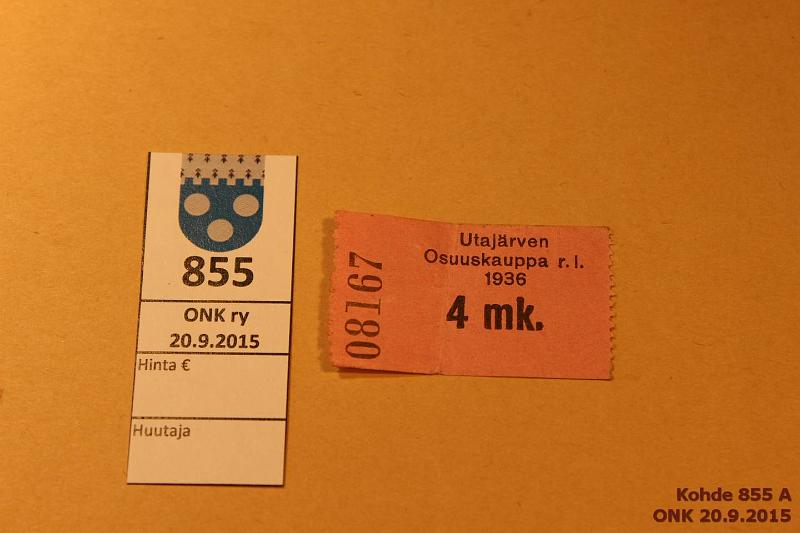 855
ONK ry
20.9.2015
Hinta €
Huutaja
08167
Utajärven
Osuuskauppa r.l.
1936
4 mk.
Kohde 855 A
ONK 20.9.2015